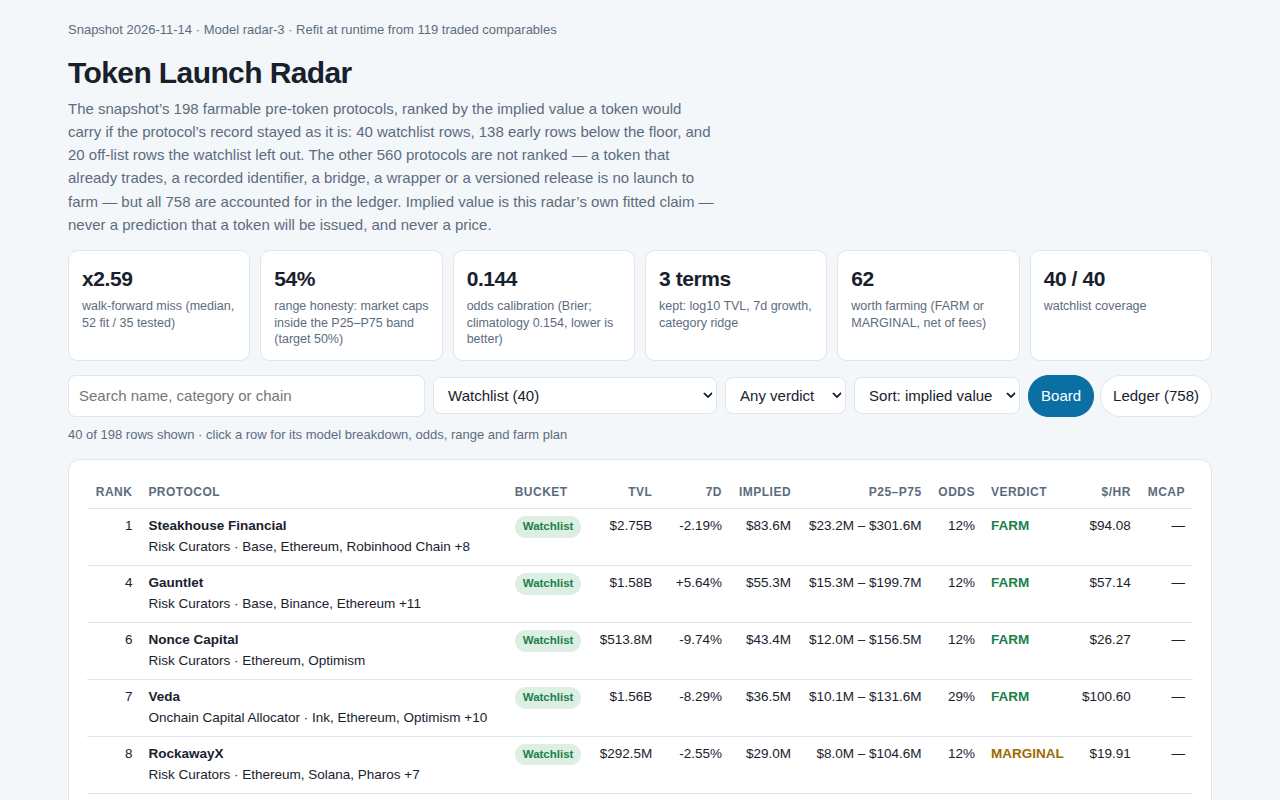 Snapshot 2026-11-14 · Model radar-3 · Refit at runtime from 119 traded comparables
Token Launch Radar
The snapshot’s 198 farmable pre-token protocols, ranked by the implied value a token would
carry if the protocol’s record stayed as it is: 40 watchlist rows, 138 early rows below the floor, and
20 off-list rows the watchlist left out. The other 560 protocols are not ranked — a token that
already trades, a recorded identifier, a bridge, a wrapper or a versioned release is no launch to
farm — but all 758 are accounted for in the ledger. Implied value is this radar’s own fitted claim —
never a prediction that a token will be issued, and never a price.
x2.59
walk-forward miss (median,
52 fit / 35 tested)
54%
range honesty: market caps
inside the P25–P75 band
(target 50%)
0.144
odds calibration (Brier;
climatology 0.154, lower is
better)
3 terms
kept: log10 TVL, 7d growth,
category ridge
62
worth farming (FARM or
MARGINAL, net of fees)
40 / 40
watchlist coverage
Search name, category or chain
Watchlist (40)
Any verdict
Sort: implied value
Board
Ledger (758)
40 of 198 rows shown · click a row for its model breakdown, odds, range and farm plan
RANK PROTOCOL BUCKET TVL 7D IMPLIED P25–P75 ODDS VERDICT $/HR MCAP
1 Steakhouse Financial Watchlist $2.75B -2.19% $83.6M $23.2M – $301.6M 12% FARM $94.08 —
Risk Curators · Base, Ethereum, Robinhood Chain +8
4 Gauntlet Watchlist $1.58B +5.64% $55.3M $15.3M – $199.7M 12% FARM $57.14 —
Risk Curators · Base, Binance, Ethereum +11
6 Nonce Capital Watchlist $513.8M -9.74% $43.4M $12.0M – $156.5M 12% FARM $26.27 —
Risk Curators · Ethereum, Optimism
7 Veda Watchlist $1.56B -8.29% $36.5M $10.1M – $131.6M 29% FARM $100.60 —
Onchain Capital Allocator · Ink, Ethereum, Optimism +10
8 RockawayX Watchlist $292.5M -2.55% $29.0M $8.0M – $104.6M 12% MARGINAL $19.91 —
Risk Curators · Ethereum, Solana, Pharos +7